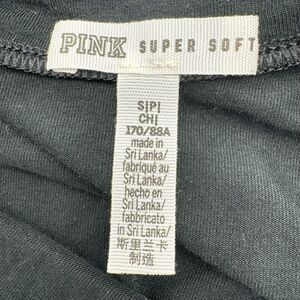 PINK SUPER SOFT
S|P|
CH|
170/88A
made in
Sri Lanka/
fabriqué au
Sri Lanka/
hecho en
Sri Lanka/
fabbricato
in Sri Lanka/
斯里兰卡
制造